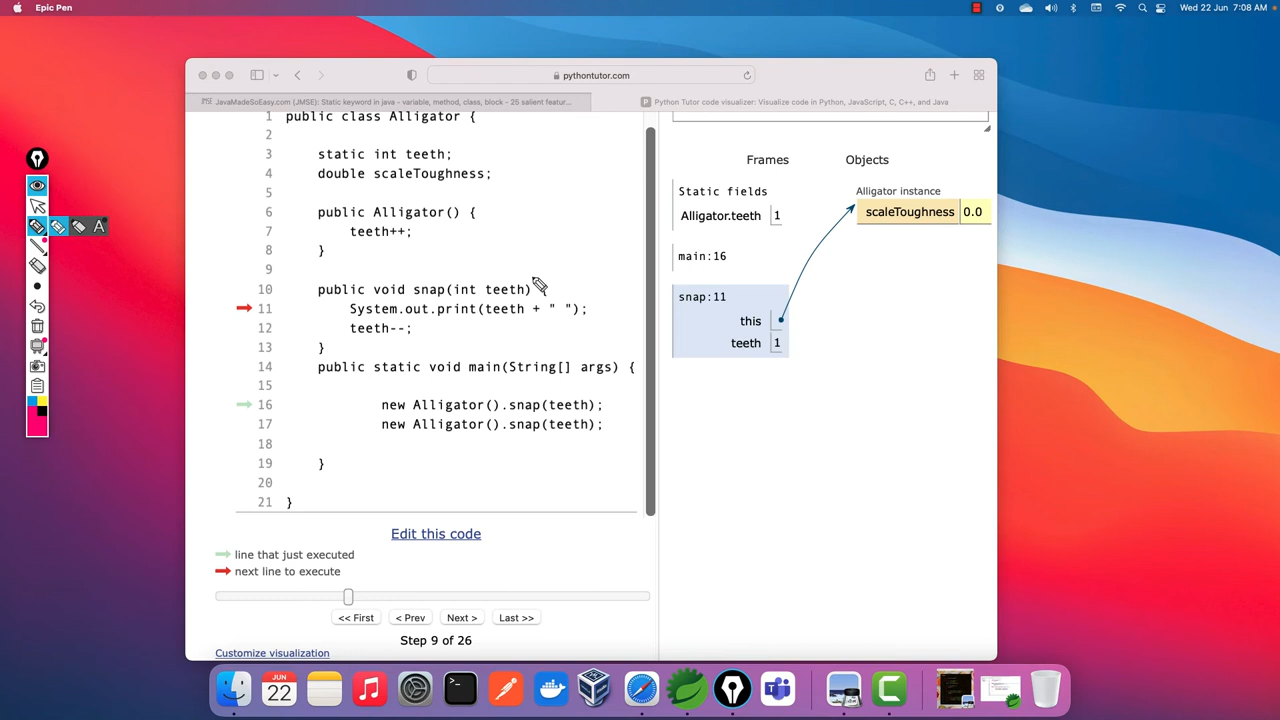 Epic Pen
Wed 22 Jun 7:08 AM
pythontutor.com
JavaMadeSoEasy.com (JMSE): Static keyword in java - variable, method, class, block - 25 salient featur...
Python Tutor code visualizer: Visualize code in Python, JavaScript, C, C++, and Java
1 public class Alligator {
2
3 static int teeth;
4 double scaleToughness;
5
6 public Alligator() {
7 teeth++;
8 }
9
10 public void snap(int teeth) {
11 System.out.print(teeth + " ");
12 teeth--;
13 }
14 public static void main(String[] args) {
15
16 new Alligator().snap(teeth);
17 new Alligator().snap(teeth);
18
19 }
20
21 }
Edit this code
line that just executed
next line to execute
<< First < Prev Next > Last >>
Step 9 of 26
Customize visualization
Frames Objects
Static fields
Alligator.teeth 1
main:16
snap:11
this
teeth 1
Alligator instance
scaleToughness 0.0
A
JUN
22
>_
C